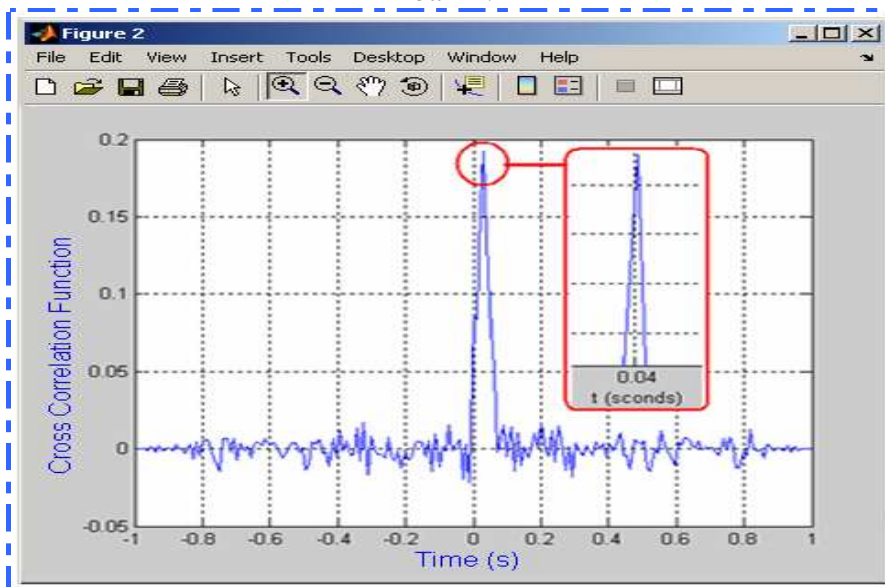 Figure 2
File Edit View Insert Tools Desktop Window Help
0.2
0.15
0.1
0.05
0
-0.05
Cross Correlation Function
-1 -0.8 -0.6 -0.4 -0.2 0 0.2 0.4 0.6 0.8 1
Time (s)
0.04
t (sconds)